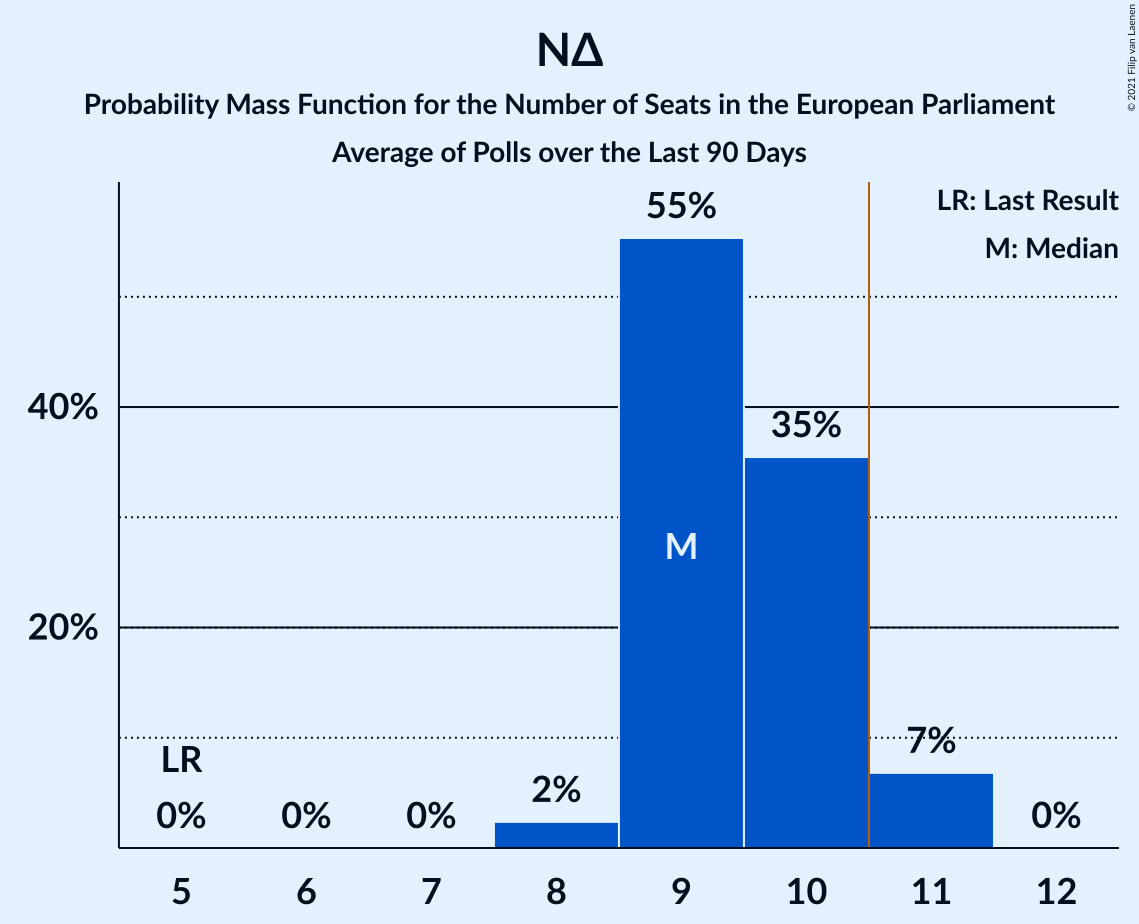 ΝΔ
Probability Mass Function for the Number of Seats in the European Parliament
Average of Polls over the Last 90 Days
© 2021 Filip van Laenen
LR: Last Result
M: Median
55%
40%
35%
M
20%
7%
LR
2%
0% 0% 0% 0%
5 6 7 8 9 10 11 12